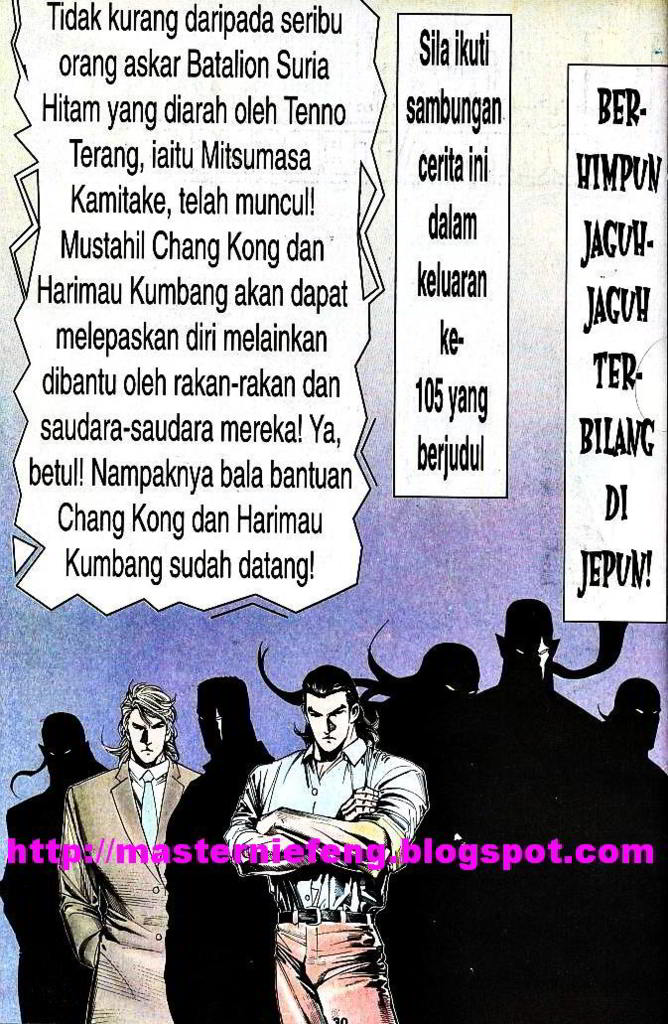 Tidak kurang daripada seribu
orang askar Batalion Suria
Hitam yang diarah oleh Tenno
Terang, iaitu Mitsumasa
Kamitake, telah muncul!
Mustahil Chang Kong dan
Harimau Kumbang akan dapat
melepaskan diri melainkan
dibantu oleh rakan-rakan dan
saudara-saudara mereka! Ya,
betul! Nampaknya bala bantuan
Chang Kong dan Harimau
Kumbang sudah datang!
Sila ikuti
sambungan
cerita ini
dalam
keluaran
ke-
105 yang
berjudul
BER-
HIMPUN
JAGUH-
JAGUH
TER-
BILANG
DI
JEPUN!
http://masterniefeng.blogspot.com
30